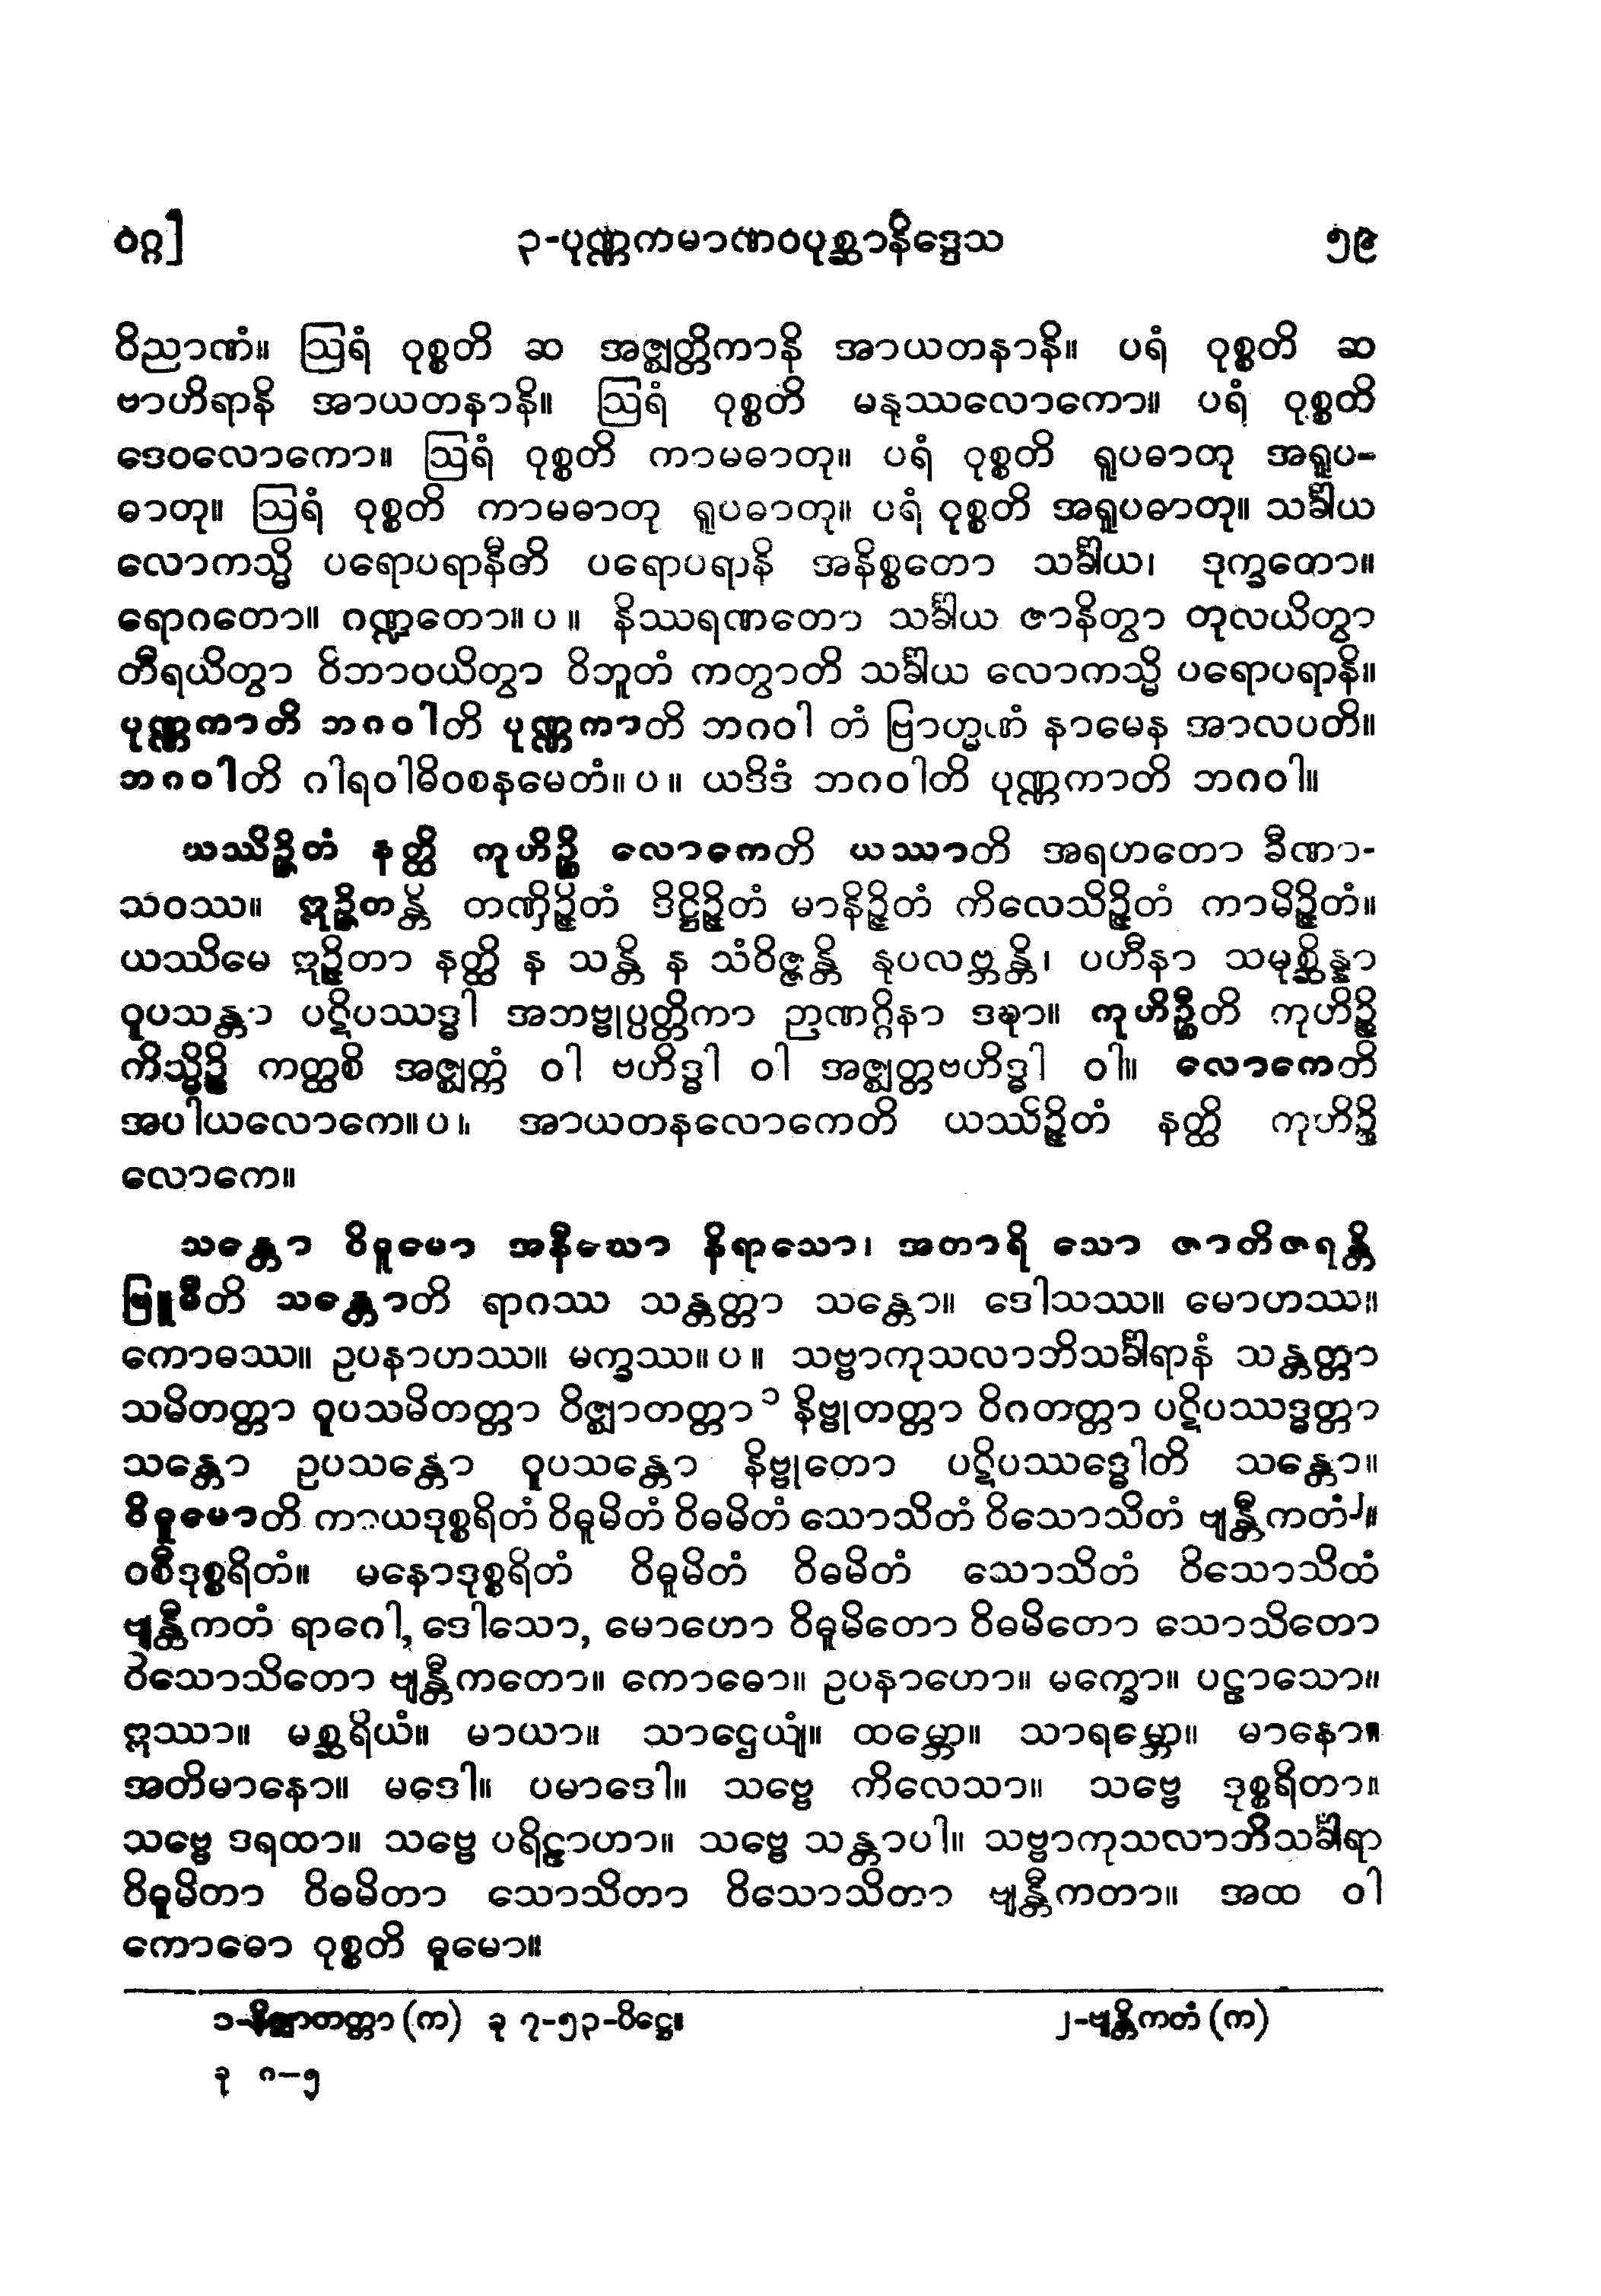 ဝဂ္ဂ]	၃-ပုဏ္ဏကမာဏဝပုစ္ဆာနိဒ္ဒေသ	၅၉
ဝိညာဏံ။ ဩရံ ဝုစ္စတိ ဆ အဇ္ဈတ္တိကာနိ အာယတနာနိ။ ပရံ ဝုစ္စတိ ဆ
ဗာဟိရာနိ အာယတနာနိ။ ဩရံ ဝုစ္စတိ မနုဿလောကော။ ပရံ ဝုစ္စတိ
ဒေဝလောကော။ ဩရံ ဝုစ္စတိ ကာမဓာတု။ ပရံ ဝုစ္စတိ ရူပဓာတု အရူပ-
ဓာတု။ ဩရံ ဝုစ္စတိ ကာမဓာတု ရူပဓာတု။ ပရံ ဝုစ္စတိ အရူပဓာတု။ သင်္ခါယ
လောကသ္မိ ပရောပရာနီတိ ပရောပရာနိ အနိစ္စတော သင်္ခါယ၊ ဒုက္ခတော။
ရောဂတော။ ဂဏ္ဍတော။ပ။ နိဿရဏတော သင်္ခါယ ဇာနိတွာ တုလယိတွာ
တီရယိတွာ ဝိဘာဝယိတွာ ဝိဘူတံ ကတွာတိ သင်္ခါယ လောကသ္မိ ပရောပရာနိ။
ပုဏ္ဏကာတိ ဘဂဝါတိ ပုဏ္ဏကာတိ ဘဂဝါ တံ ဗြာဟ္မဏံ နာမေန အာလပတိ။
ဘဂဝါတိ ဂါရဝါဓိဝစနမေတံ။ပ။ ယဒိဒံ ဘဂဝါတိ ပုဏ္ဏကာတိ ဘဂဝါ။
ယဿိဉ္ဇိတံ နတ္ထိ ကုဟိဉ္စိ လောကေတိ ယဿာတိ အရဟတော ခီဏာ-
သဝဿ။ ဣဉ္ဇိတန္တိ တဏှိဉ္ဇိတံ ဒိဋ္ဌိဉ္ဇိတံ မာနိဉ္ဇိတံ ကိလေသိဉ္ဇိတံ ကာမိဉ္ဇိတံ။
ယဿိမေ ဣဉ္ဇိတာ နတ္ထိ န သန္တိ န သံဝိဇ္ဇန္တိ နုပလဗ္ဘန္တိ၊ ပဟီနာ သမုစ္ဆိန္နာ
ဝူပသန္တာ ပဋိပဿဒ္ဓါ အဘဗ္ဗုပ္ပတ္တိကာ ဉာဏဂ္ဂိနာ ဒဍ္ဎာ။ ကုဟိဉ္စီတိ ကုဟိဉ္စိ
ကိသ္မိဉ္စိ ကတ္ထစိ အဇ္ဈတ္တံ ဝါ ဗဟိဒ္ဓါ ဝါ အဇ္ဈတ္တဗဟိဒ္ဓါ ဝါ။ လောကေတိ
အပါယလောကေ။ပ။ အာယတနလောကေတိ ယဿိဉ္ဇိတံ နတ္ထိ ကုဟိဉ္စိ
လောကေ။
သန္တော ဝိဓူမော အနီဃော နိရာသော၊ အတာရိ သော ဇာတိဇရန္တိ
ဗြူမီတိ သန္တောတိ ရာဂဿ သန္တတ္တာ သန္တော။ ဒေါသဿ။ မောဟဿ။
ကောဓဿ။ ဥပနာဟဿ။ မက္ခဿ။ပ။ သဗ္ဗာကုသလာဘိသင်္ခါရာနံ သန္တတ္တာ
သမိတတ္တာ ဝူပသမိတတ္တာ ဝိဇ္ဈာတတ္တာ၁ နိဗ္ဗုတတ္တာ ဝိဂတတ္တာ ပဋိပဿဒ္ဓတ္တာ
သန္တော ဥပသန္တော ဝူပသန္တော နိဗ္ဗုတော ပဋိပဿဒ္ဓေါတိ သန္တော။
ဝိဓူမောတိ ကာယဒုစ္စရိတံ ဝိဓူမိတံ ဝိဓမိတံ သောသိတံ ဝိသောသိတံ ဗျန္တီကတံ၂။
ဝစီဒုစ္စရိတံ။ မနောဒုစ္စရိတံ ဝိဓူမိတံ ဝိဓမိတံ သောသိတံ ဝိသောသိတံ
ဗျန္တီကတံ ရာဂေါ, ဒေါသော, မောဟော ဝိဓူမိတော ဝိဓမိတော သောသိတော
ဝိသောသိတော ဗျန္တီကတော။ ကောဓော။ ဥပနာဟော။ မက္ခော။ ပဠာသော။
ဣဿာ။ မစ္ဆရိယံ။ မာယာ။ သာဌေယျံ။ ထမ္ဘော။ သာရမ္ဘော။ မာနော။
အတိမာနော။ မဒေါ။ ပမာဒေါ။ သဗ္ဗေ ကိလေသာ။ သဗ္ဗေ ဒုစ္စရိတာ။
သဗ္ဗေ ဒရထာ။ သဗ္ဗေ ပရိဠာဟာ။ သဗ္ဗေ သန္တာပါ။ သဗ္ဗာကုသလာဘိသင်္ခါရာ
ဝိဓူမိတာ ဝိဓမိတာ သောသိတာ ဝိသောသိတာ ဗျန္တီကတာ။ အထ ဝါ
ကောဓော ဝုစ္စတိ ဓူမော။
၁-နိဇ္ဈာတတ္တာ (က) ခု ၇-၅၃-ပိဋ္ဌေ။	၂-ဗျန္တိကတံ (က)
ခု ဂ–၅